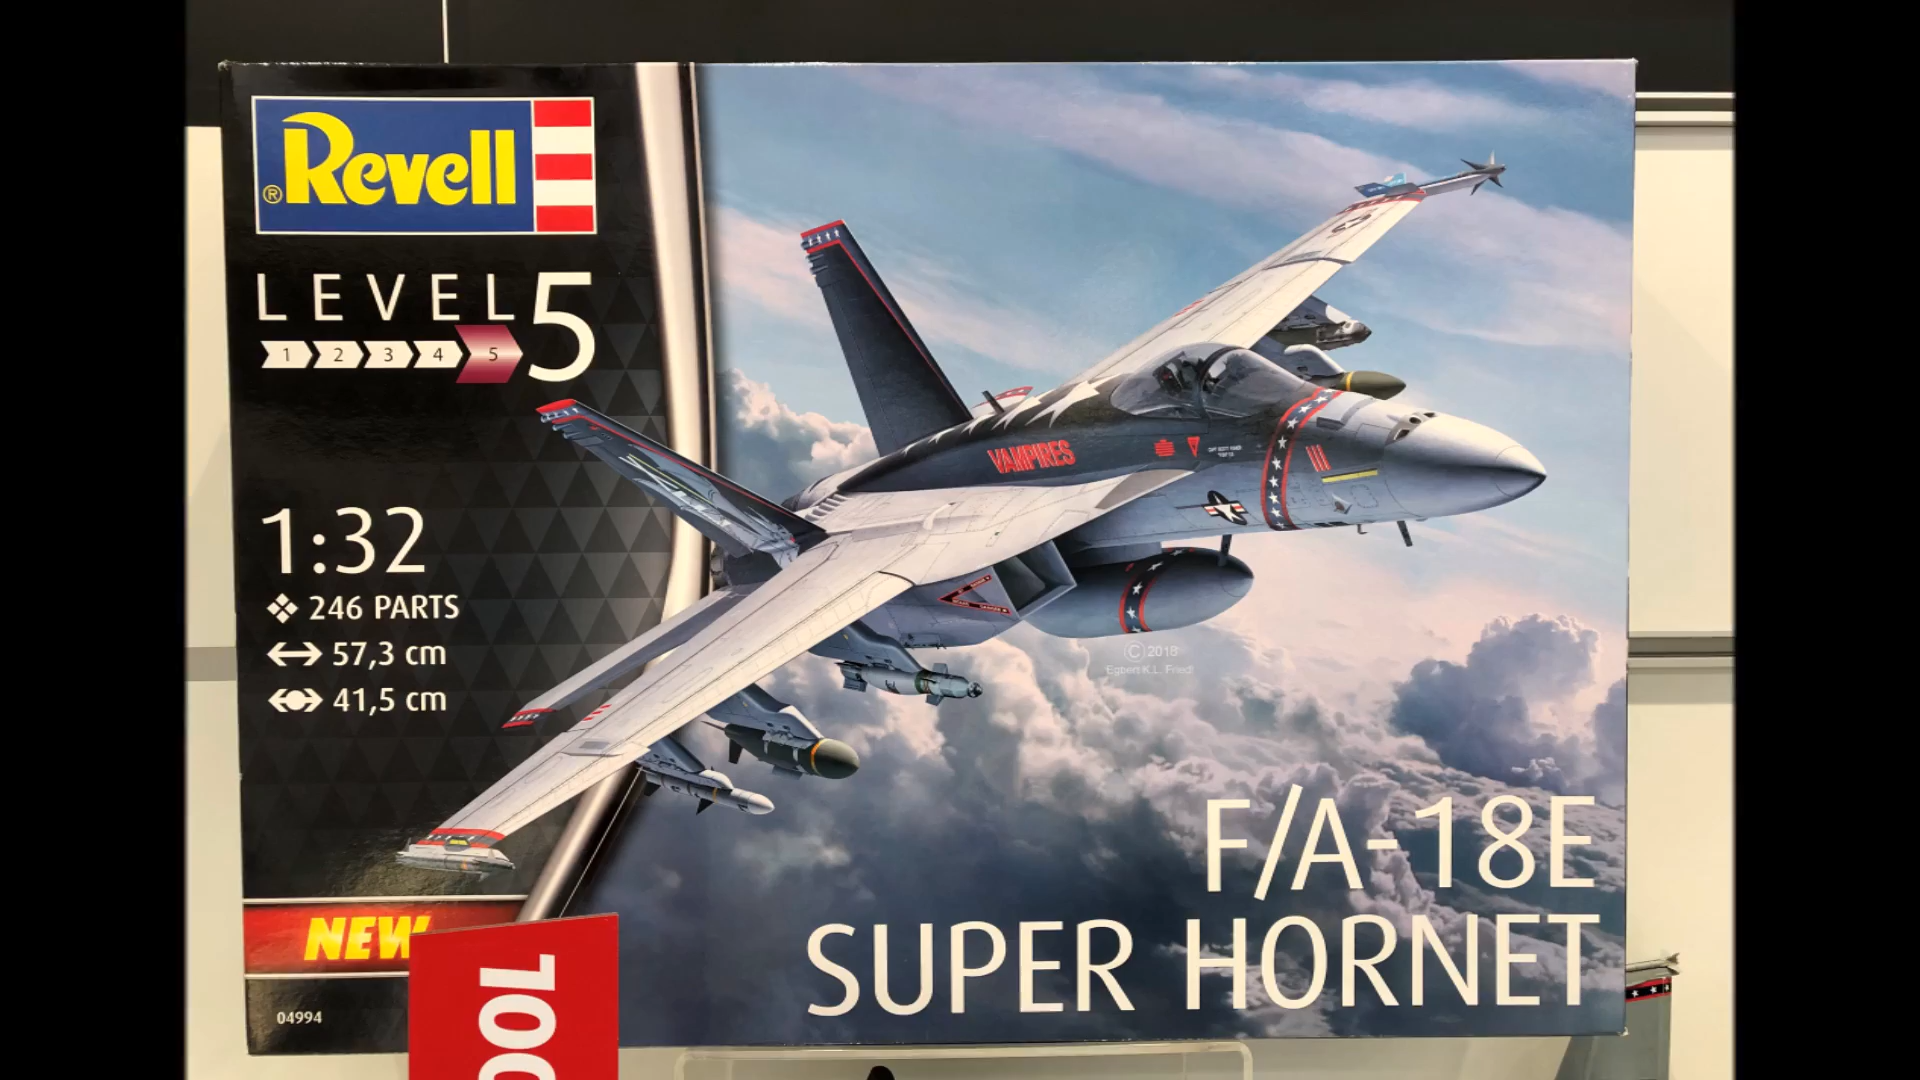 ® Revell
LEVEL 5
1 2 3 4 5
1:32
246 PARTS
57,3 cm
41,5 cm
NEW
04994
VAMPIRES
© 2018
Egbert K.L. Friedl
F/A-18E
SUPER HORNET